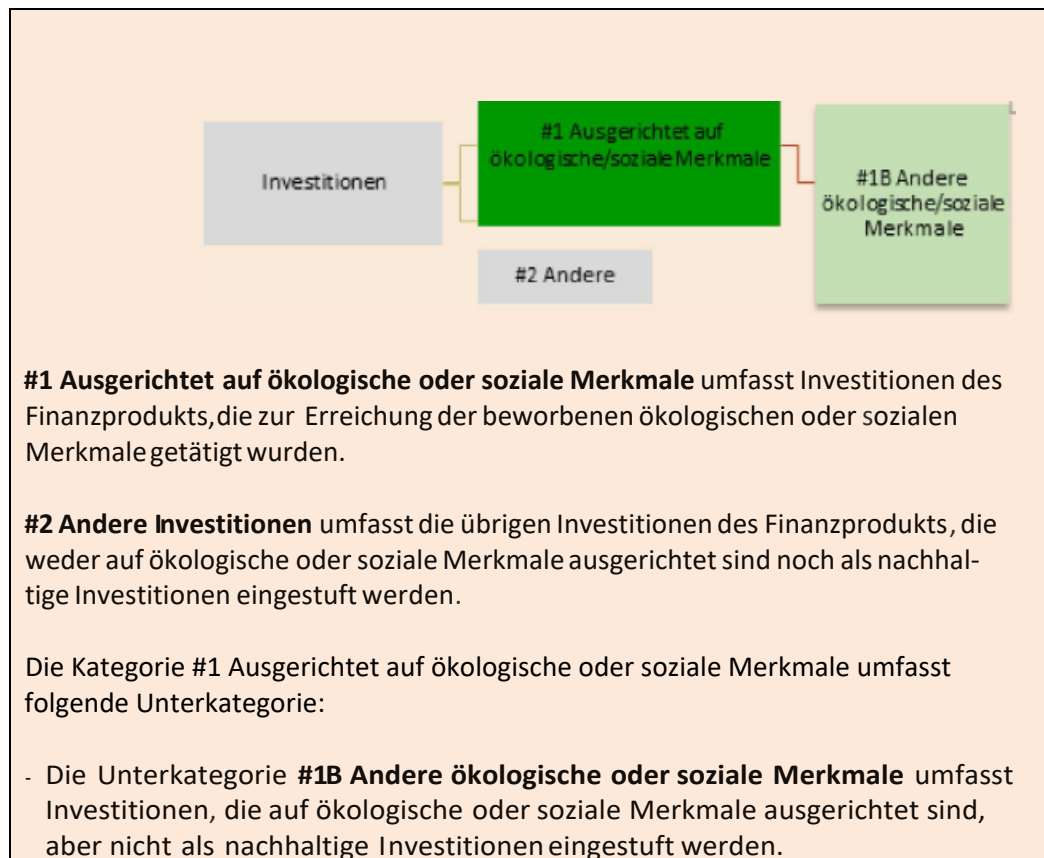 Investitionen
#1 Ausgerichtet auf
ökologische/soziale Merkmale
#2 Andere
#1B Andere
ökologische/soziale
Merkmale
#1 Ausgerichtet auf ökologische oder soziale Merkmale umfasst Investitionen des
Finanzprodukts, die zur Erreichung der beworbenen ökologischen oder sozialen
Merkmale getätigt wurden.
#2 Andere Investitionen umfasst die übrigen Investitionen des Finanzprodukts, die
weder auf ökologische oder soziale Merkmale ausgerichtet sind noch als nachhal-
tige Investitionen eingestuft werden.
Die Kategorie #1 Ausgerichtet auf ökologische oder soziale Merkmale umfasst
folgende Unterkategorie:
- Die Unterkategorie #1B Andere ökologische oder soziale Merkmale umfasst
Investitionen, die auf ökologische oder soziale Merkmale ausgerichtet sind,
aber nicht als nachhaltige Investitionen eingestuft werden.